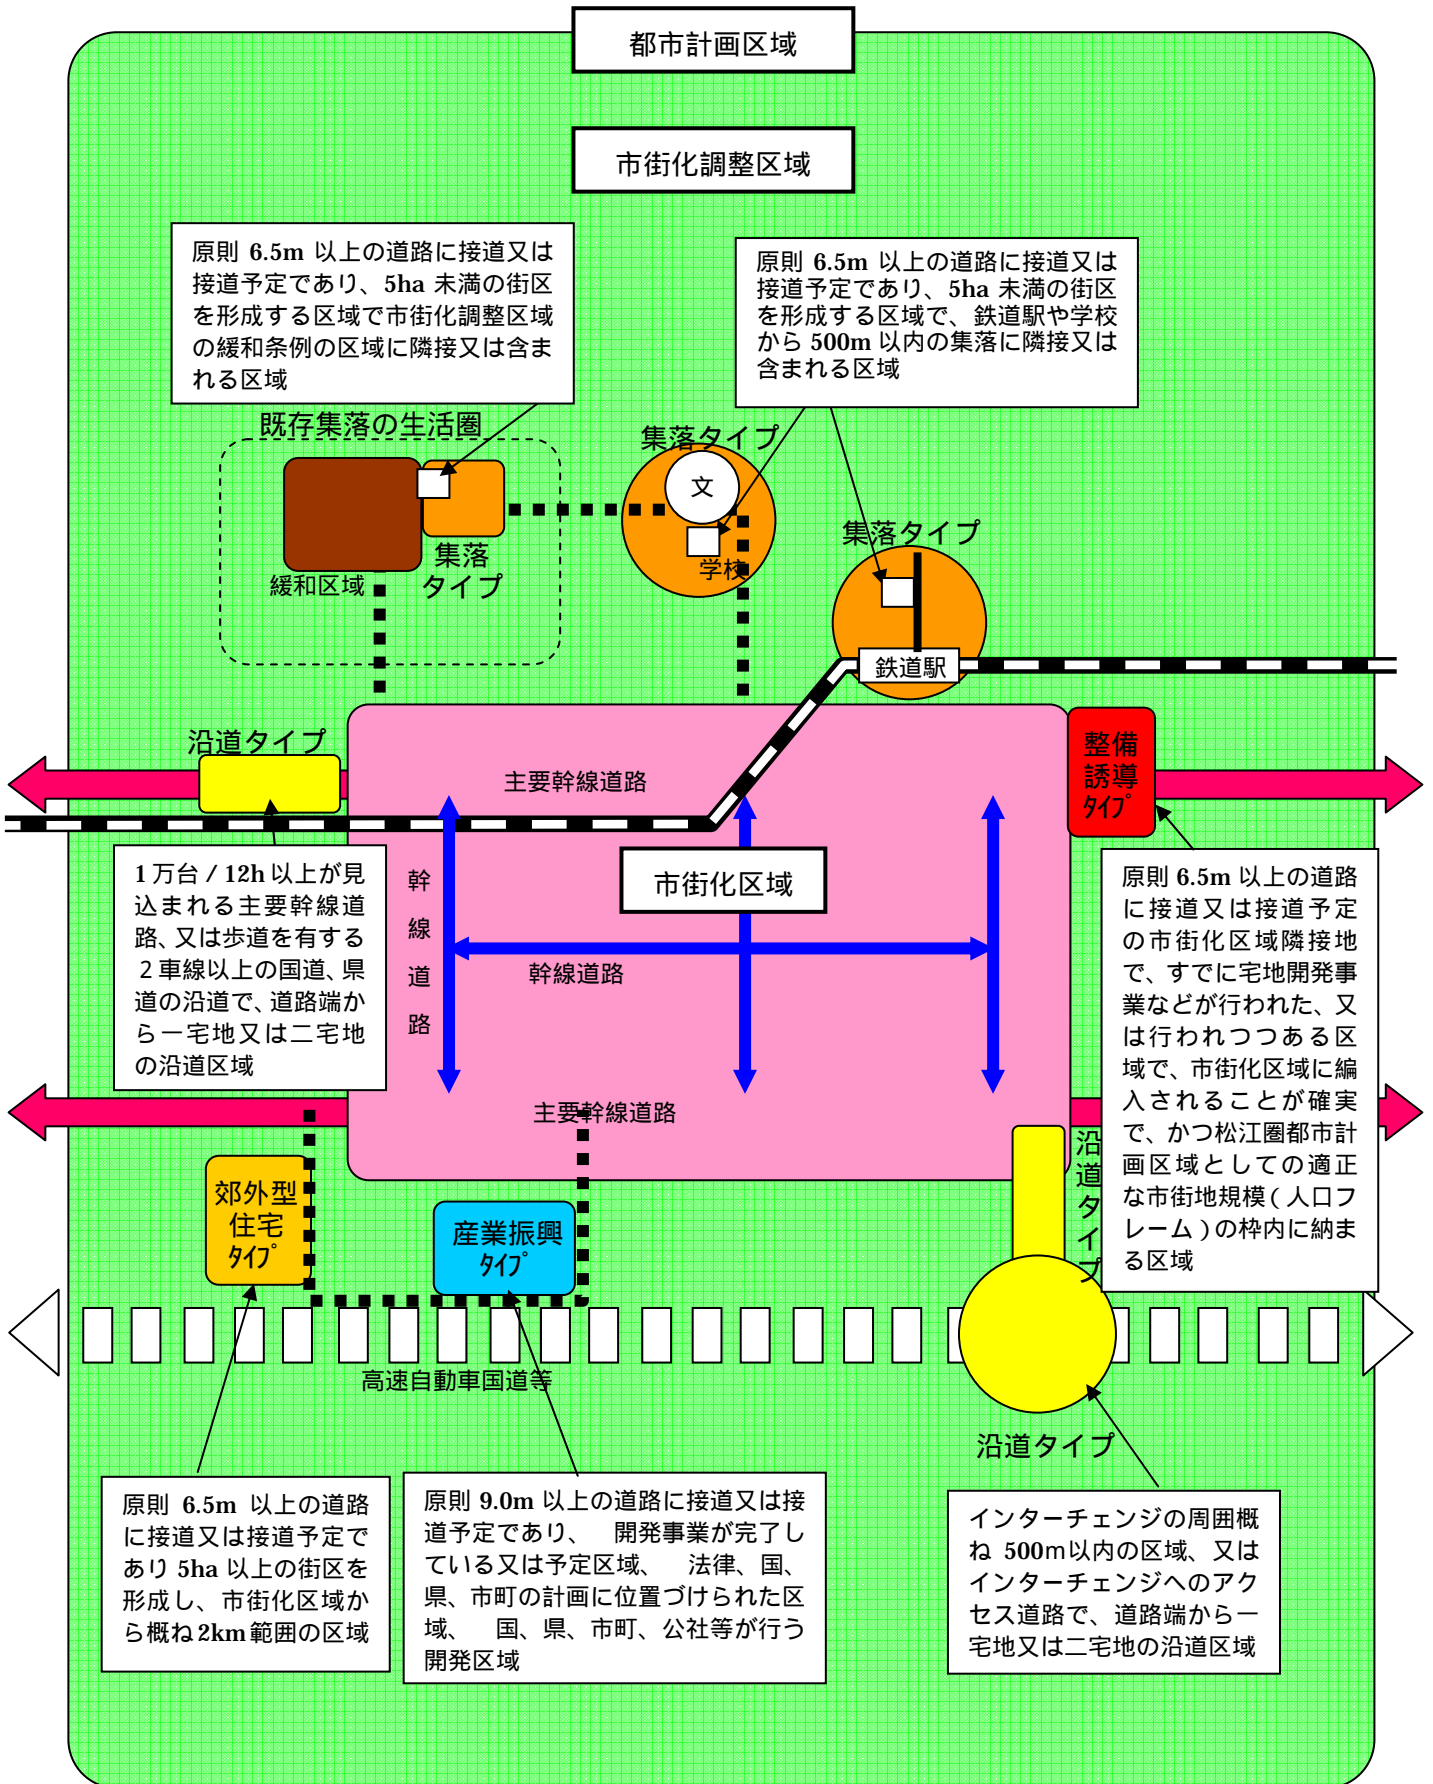 都市計画区域
市街化調整区域
原則 6.5m 以上の道路に接道又は
接道予定であり、5ha 未満の街区
を形成する区域で市街化調整区域
の緩和条例の区域に隣接又は含ま
れる区域
原則 6.5m 以上の道路に接道又は
接道予定であり、5ha 未満の街区
を形成する区域で、鉄道駅や学校
から 500m 以内の集落に隣接又は
含まれる区域
既存集落の生活圏
集落タイプ
文
学校
集落タイプ
集落
タイプ
緩和区域
鉄道駅
沿道タイプ
主要幹線道路
整備
誘導
ﾀｲﾌﾟ
市街化区域
幹線道路
幹線道路
1 万台 / 12h 以上が見
込まれる主要幹線道
路、又は歩道を有する
２車線以上の国道、県
道の沿道で、道路端か
ら一宅地又は二宅地
の沿道区域
原則 6.5m 以上の道路
に接道又は接道予定
の市街化区域隣接地
で、すでに宅地開発事
業などが行われた、又
は行われつつある区
域で、市街化区域に編
入されることが確実
で、かつ松江圏都市計
画区域としての適正
な市街地規模(人口フ
レーム)の枠内に納ま
る区域
主要幹線道路
沿道タイプ
郊外型
住宅
ﾀｲﾌﾟ
産業振興
ﾀｲﾌﾟ
高速自動車国道等
沿道タイプ
原則 6.5m 以上の道路
に接道又は接道予定で
あり 5ha 以上の街区を
形成し、市街化区域か
ら概ね 2km 範囲の区域
原則 9.0m 以上の道路に接道又は接
道予定であり、　開発事業が完了し
ている又は予定区域、　法律、国、
県、市町の計画に位置づけられた区
域、　国、県、市町、公社等が行う
開発区域
インターチェンジの周囲概
ね 500m以内の区域、又は
インターチェンジへのアク
セス道路で、道路端から一
宅地又は二宅地の沿道区域